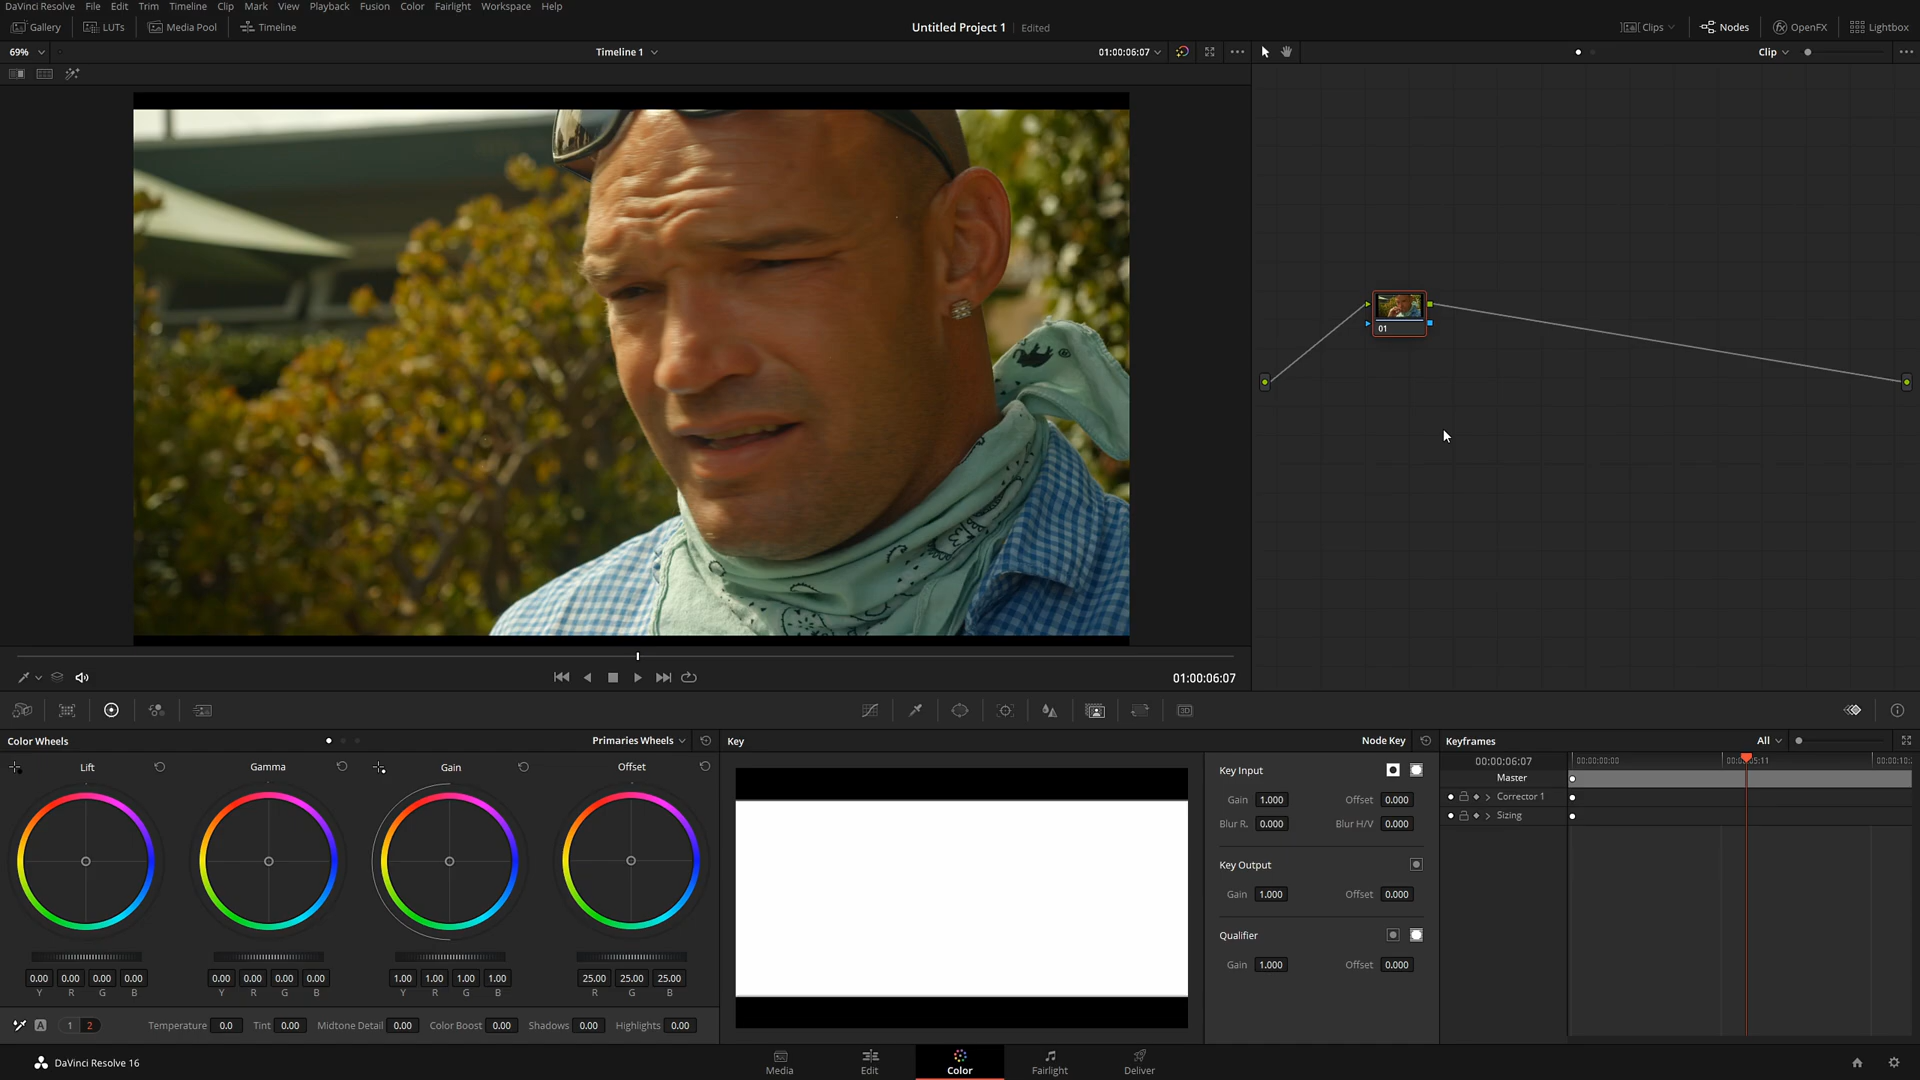 DaVinci Resolve File Edit Trim Timeline Clip Mark View Playback Fusion Color Fairlight Workspace Help
Gallery LUTs Media Pool Timeline Untitled Project 1 Edited Clips Nodes OpenFX Lightbox
69% Timeline 1 01:00:06:07 Clip
01
01:00:06:07
Color Wheels Primaries Wheels Key Node Key Keyframes All
Lift Gamma Gain Offset
Key Input
Gain 1.000 Offset 0.000
Blur R. 0.000 Blur H/V 0.000
Key Output
Gain 1.000 Offset 0.000
Qualifier
Gain 1.000 Offset 0.000
00:00:06:07 00:00:00:00
Master
Corrector 1
Sizing
0.00 0.00 0.00 0.00 0.00 0.00 0.00 0.00 1.00 1.00 1.00 1.00 25.00 25.00 25.00
Y R G B Y R G B Y R G B R G B
A 1 2 Temperature 0.0 Tint 0.00 Midtone Detail 0.00 Color Boost 0.00 Shadows 0.00 Highlights 0.00
DaVinci Resolve 16 Media Edit Color Fairlight Deliver
3D